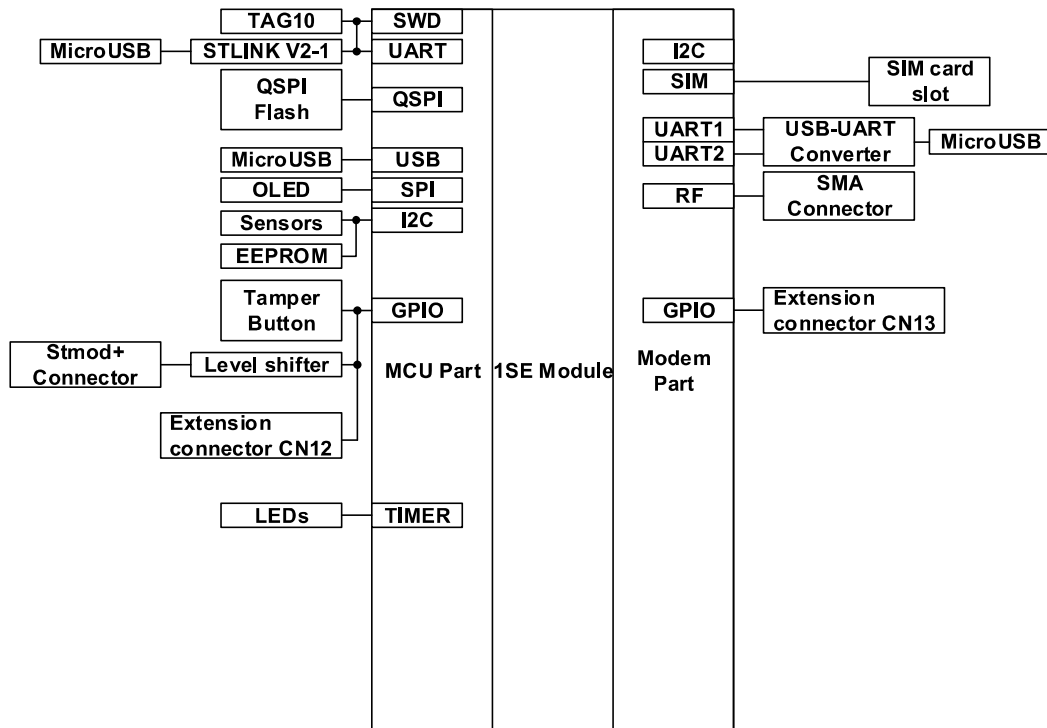 TAG10
SWD
MicroUSB
STLINK V2-1
UART
QSPI
Flash
QSPI
MicroUSB
USB
OLED
SPI
Sensors
I2C
EEPROM
Tamper
Button
GPIO
Stmod+
Connector
Level shifter
Extension
connector CN12
LEDs
TIMER
MCU Part
1SE Module
Modem
Part
I2C
SIM
SIM card
slot
UART1
UART2
USB-UART
Converter
MicroUSB
RF
SMA
Connector
GPIO
Extension
connector CN13